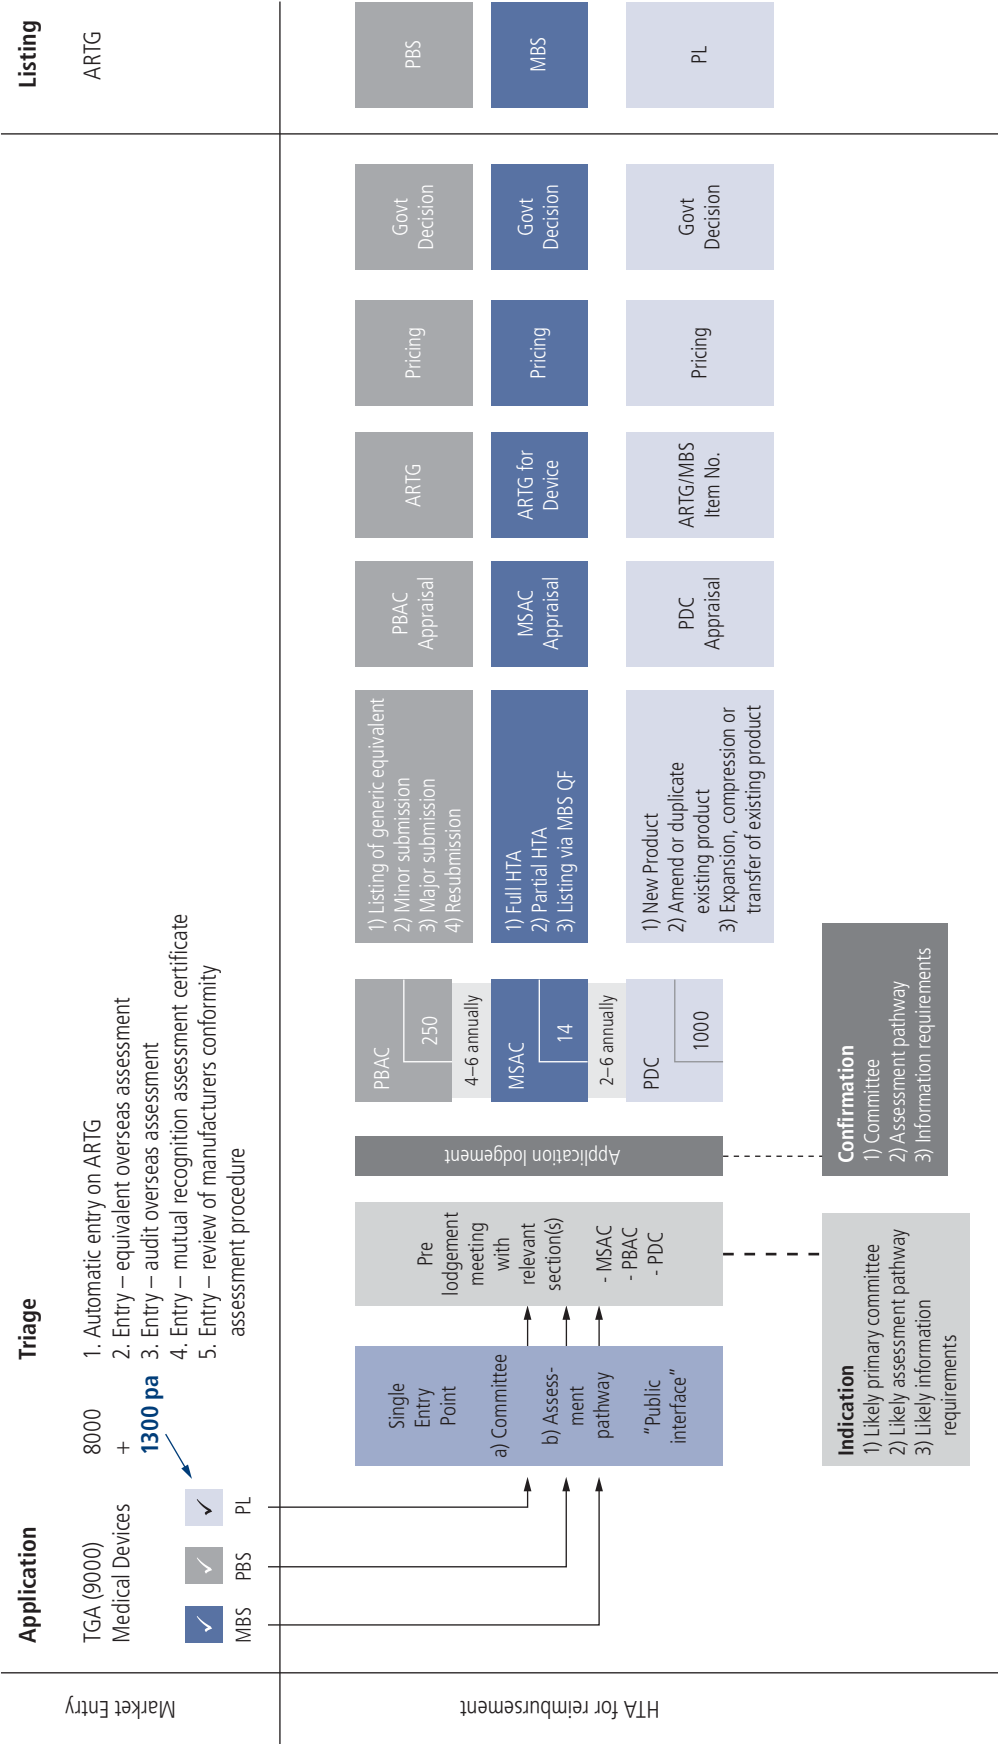 Application
Triage
Listing
Market Entry
TGA (9000)
Medical Devices
8000
+
1300 pa
1. Automatic entry on ARTG
2. Entry – equivalent overseas assessment
3. Entry – audit overseas assessment
4. Entry – mutual recognition assessment certificate
5. Entry – review of manufacturers conformity
assessment procedure
ARTG
MBS
PBS
PL
HTA for reimbursement
Single
Entry
Point
a) Committee
b) Assess-
ment
pathway
“Public
interface”
Pre
lodgement
meeting
with
relevant
section(s)
- MSAC
- PBAC
- PDC
Application lodgement
PBAC
250
4–6 annually
MSAC
14
2–6 annually
PDC
1000
1) Listing of generic equivalent
2) Minor submission
3) Major submission
4) Resubmission
PBAC
Appraisal
ARTG
Pricing
Govt
Decision
PBS
1) Full HTA
2) Partial HTA
3) Listing via MBS QF
MSAC
Appraisal
ARTG for
Device
Pricing
Govt
Decision
MBS
1) New Product
2) Amend or duplicate
existing product
3) Expansion, compression or
transfer of existing product
PDC
Appraisal
ARTG/MBS
Item No.
Pricing
Govt
Decision
PL
Indication
1) Likely primary committee
2) Likely assessment pathway
3) Likely information
requirements
Confirmation
1) Committee
2) Assessment pathway
3) Information requirements